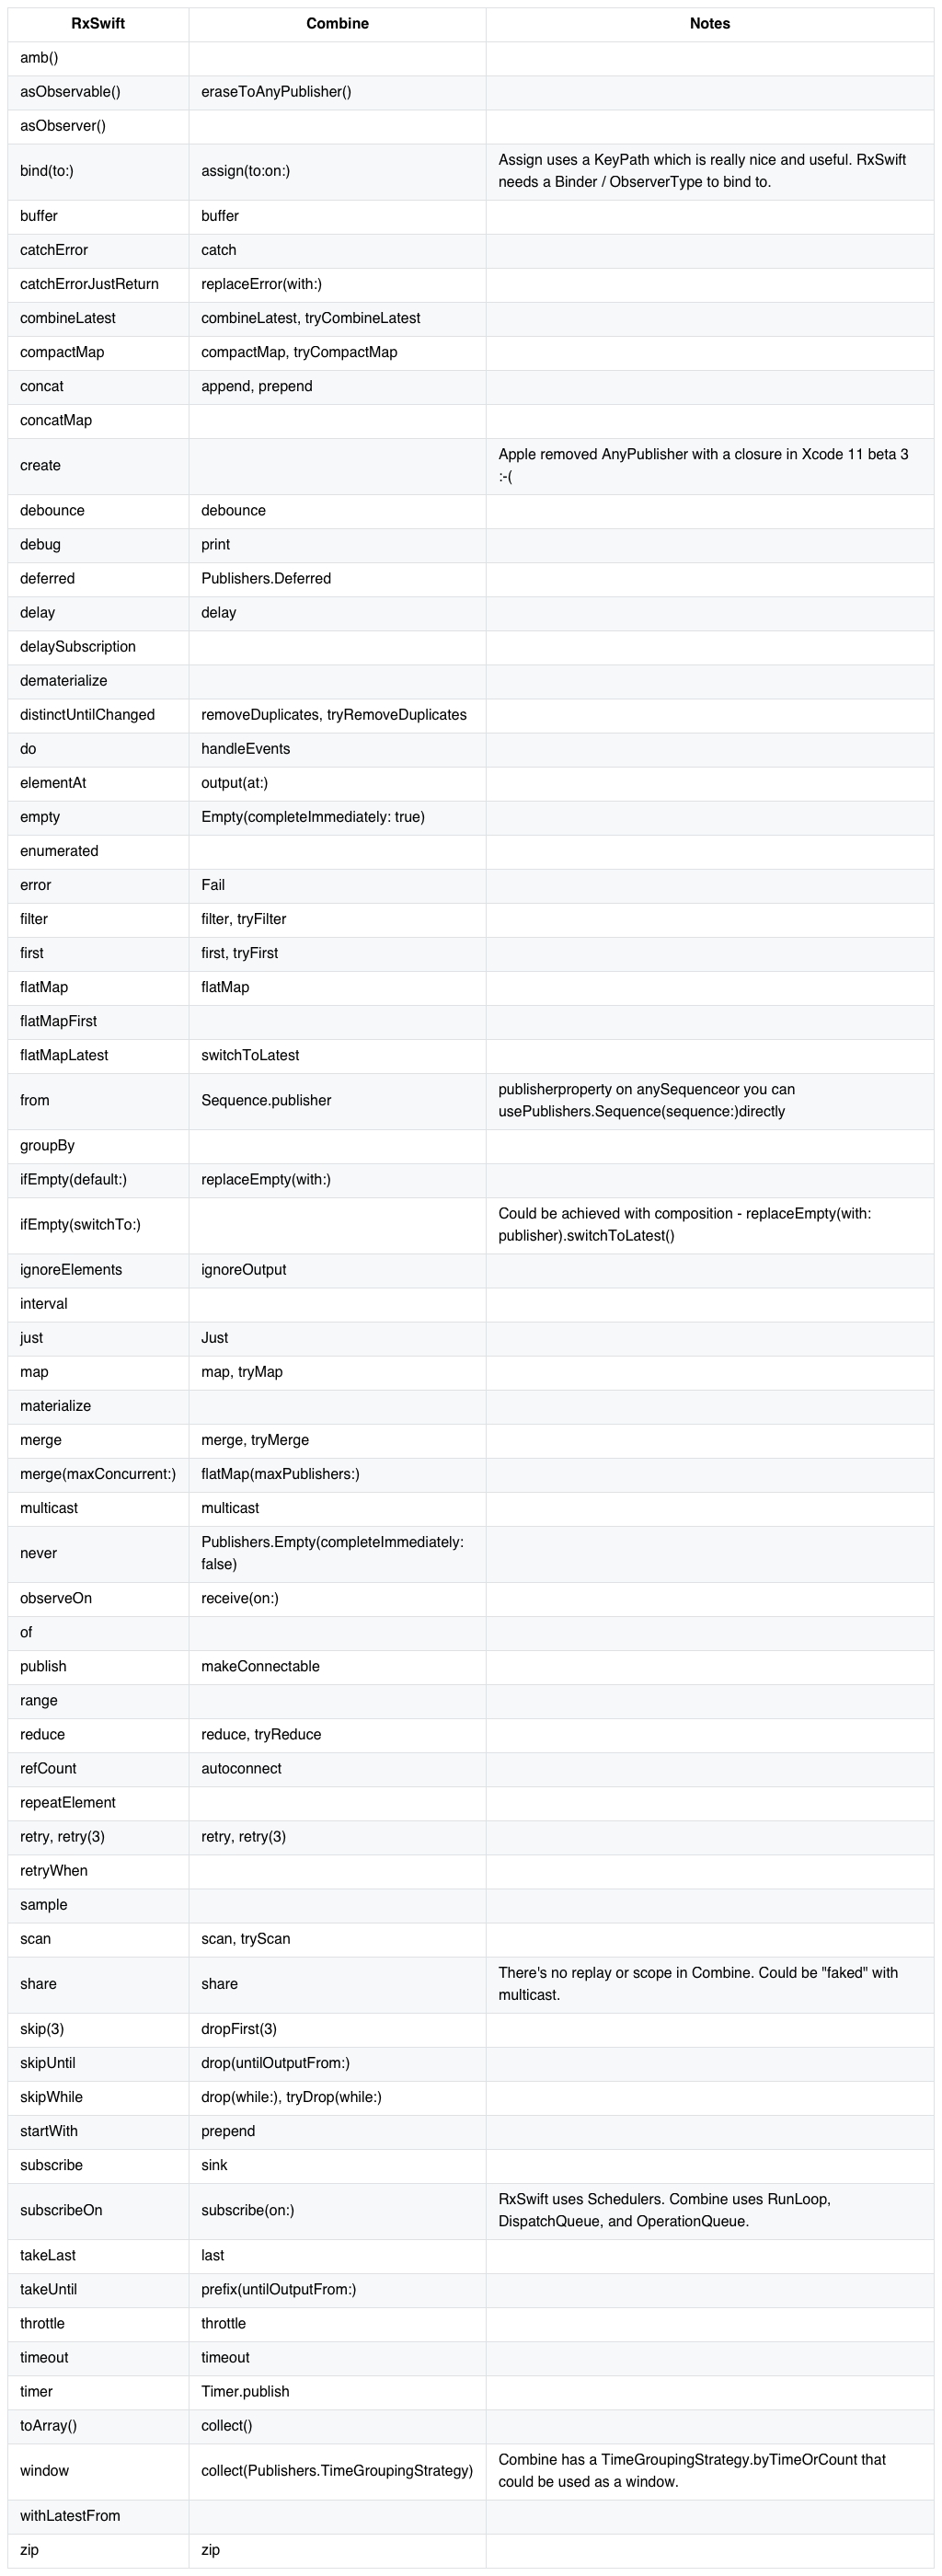 RxSwift Combine Notes
amb()
asObservable() eraseToAnyPublisher()
asObserver()
bind(to:) assign(to:on:) Assign uses a KeyPath which is really nice and useful. RxSwift
needs a Binder / ObserverType to bind to.
buffer buffer
catchError catch
catchErrorJustReturn replaceError(with:)
combineLatest combineLatest, tryCombineLatest
compactMap compactMap, tryCompactMap
concat append, prepend
concatMap
create Apple removed AnyPublisher with a closure in Xcode 11 beta 3
:-(
debounce debounce
debug print
deferred Publishers.Deferred
delay delay
delaySubscription
dematerialize
distinctUntilChanged removeDuplicates, tryRemoveDuplicates
do handleEvents
elementAt output(at:)
empty Empty(completeImmediately: true)
enumerated
error Fail
filter filter, tryFilter
first first, tryFirst
flatMap flatMap
flatMapFirst
flatMapLatest switchToLatest
from Sequence.publisher publisherproperty on anySequenceor you can
usePublishers.Sequence(sequence:)directly
groupBy
ifEmpty(default:) replaceEmpty(with:)
ifEmpty(switchTo:) Could be achieved with composition - replaceEmpty(with:
publisher).switchToLatest()
ignoreElements ignoreOutput
interval
just Just
map map, tryMap
materialize
merge merge, tryMerge
merge(maxConcurrent:) flatMap(maxPublishers:)
multicast multicast
never Publishers.Empty(completeImmediately:
false)
observeOn receive(on:)
of
publish makeConnectable
range
reduce reduce, tryReduce
refCount autoconnect
repeatElement
retry, retry(3) retry, retry(3)
retryWhen
sample
scan scan, tryScan
share share There's no replay or scope in Combine. Could be "faked" with
multicast.
skip(3) dropFirst(3)
skipUntil drop(untilOutputFrom:)
skipWhile drop(while:), tryDrop(while:)
startWith prepend
subscribe sink
subscribeOn subscribe(on:) RxSwift uses Schedulers. Combine uses RunLoop,
DispatchQueue, and OperationQueue.
takeLast last
takeUntil prefix(untilOutputFrom:)
throttle throttle
timeout timeout
timer Timer.publish
toArray() collect()
window collect(Publishers.TimeGroupingStrategy) Combine has a TimeGroupingStrategy.byTimeOrCount that
could be used as a window.
withLatestFrom
zip zip